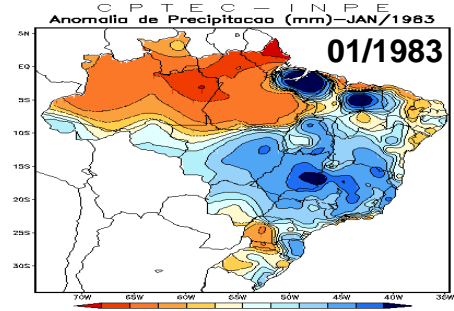 CPTEC-INPE
Anomalia de Precipitacao (mm)-JAN/1983
01/1983
5N
EQ
5S
10S
15S
20S
25S
30S
70W 65W 60W 55W 50W 45W 40W 35W